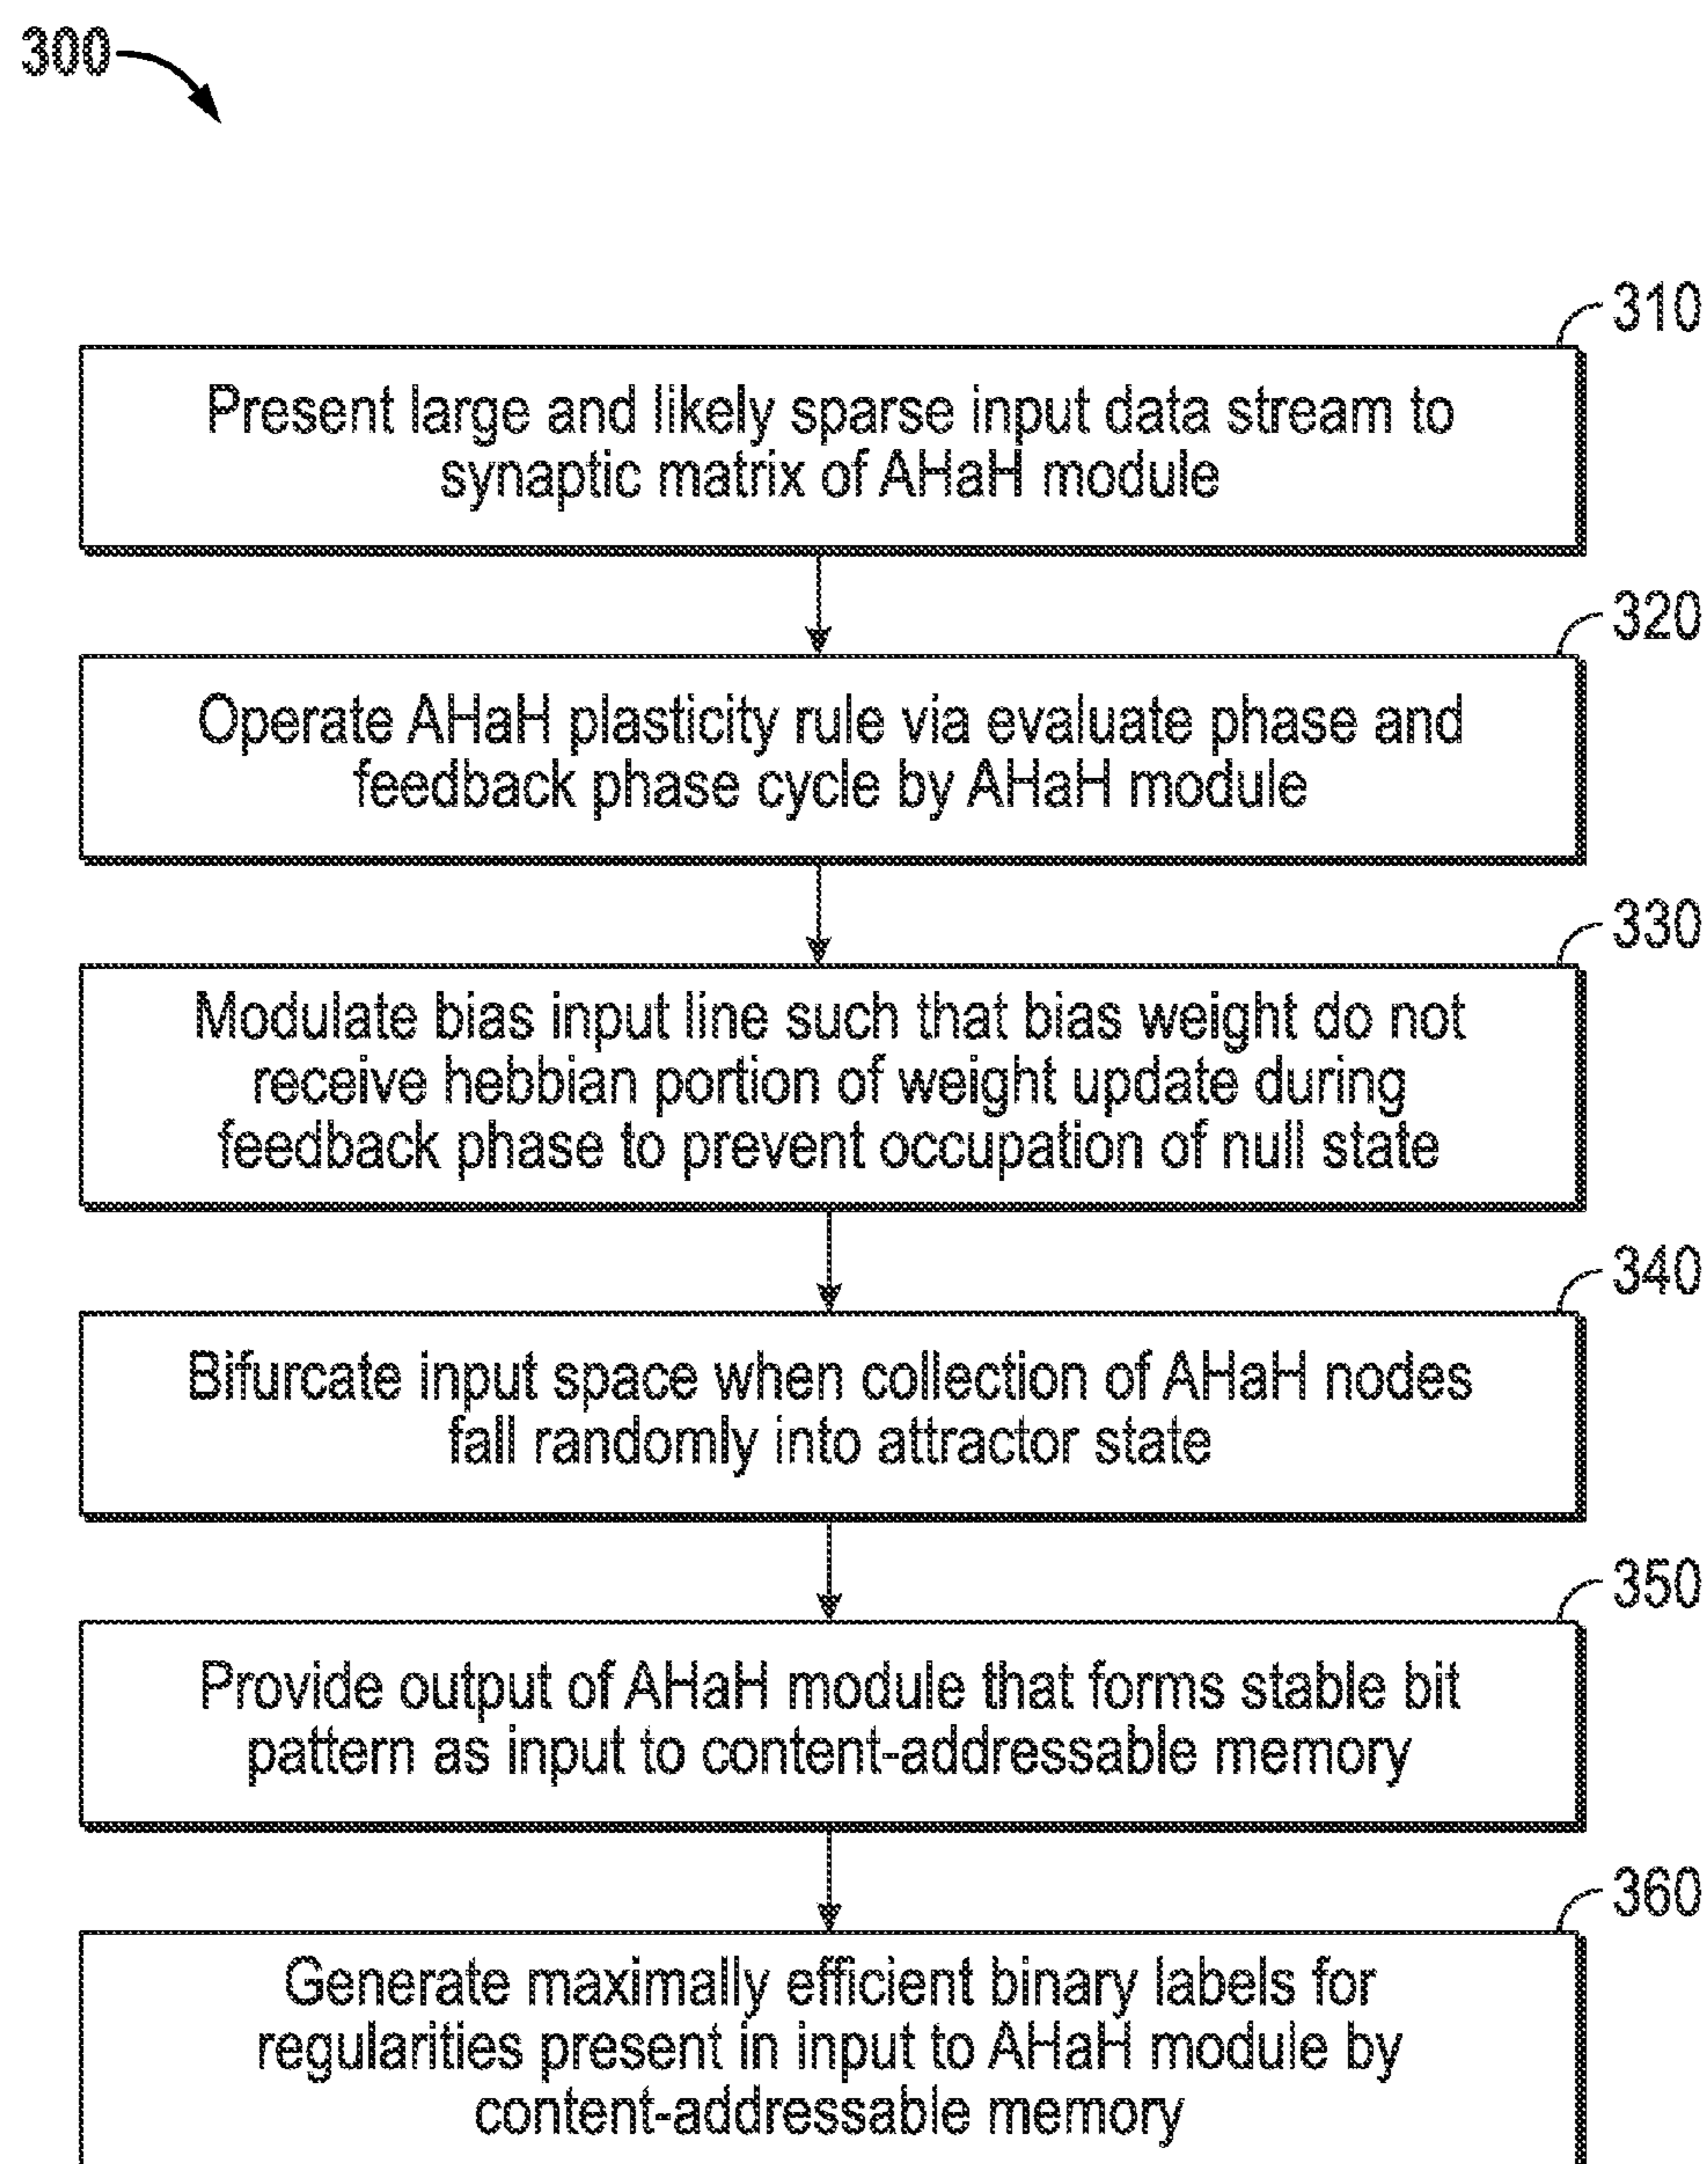 300
310
Present large and likely sparse input data stream to
synaptic matrix of AHaH module
320
Operate AHaH plasticity rule via evaluate phase and
feedback phase cycle by AHaH module
330
Modulate bias input line such that bias weight do not
receive hebbian portion of weight update during
feedback phase to prevent occupation of null state
340
Bifurcate input space when collection of AHaH nodes
fall randomly into attractor state
350
Provide output of AHaH module that forms stable bit
pattern as input to content-addressable memory
360
Generate maximally efficient binary labels for
regularities present in input to AHaH module by
content-addressable memory